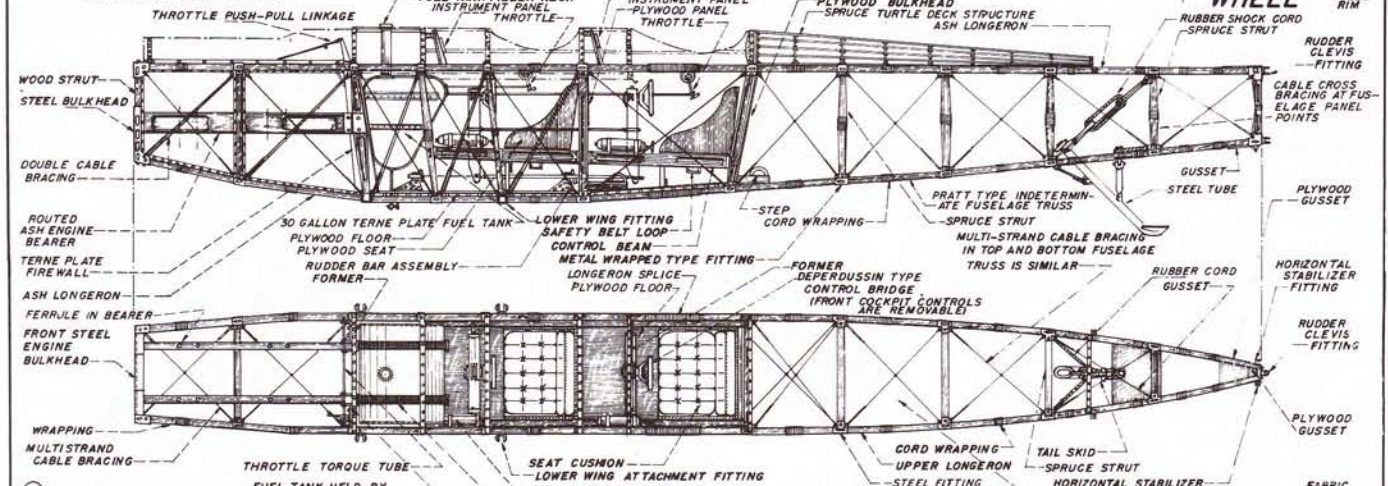 THROTTLE PUSH-PULL LINKAGE
INSTRUMENT PANEL
THROTTLE
INSTRUMENT PANEL
PLYWOOD PANEL
THROTTLE
PLYWOOD BULKHEAD
SPRUCE TURTLE DECK STRUCTURE
ASH LONGERON
WHEEL
RIM
RUBBER SHOCK CORD
SPRUCE STRUT
RUDDER
CLEVIS
FITTING
WOOD STRUT
STEEL BULKHEAD
CABLE CROSS
BRACING AT FUS-
ELAGE PANEL
POINTS
DOUBLE CABLE
BRACING
GUSSET
STEEL TUBE
PLYWOOD
GUSSET
ROUTED
ASH ENGINE
BEARER
30 GALLON TERNE PLATE FUEL TANK
PLYWOOD FLOOR
PLYWOOD SEAT
RUDDER BAR ASSEMBLY
FORMER
LOWER WING FITTING
SAFETY BELT LOOP
CONTROL BEAM
METAL WRAPPED TYPE FITTING
LONGERON SPLICE
PLYWOOD FLOOR
STEP
CORD WRAPPING
PRATT TYPE INDETERMIN-
ATE FUSELAGE TRUSS
SPRUCE STRUT
MULTI-STRAND CABLE BRACING
IN TOP AND BOTTOM FUSELAGE
TRUSS IS SIMILAR
TERNE PLATE
FIREWALL
ASH LONGERON
FERRULE IN BEARER
FRONT STEEL
ENGINE
BULKHEAD
FORMER
DEPERDUSSIN TYPE
CONTROL BRIDGE
(FRONT COCKPIT CONTROLS
ARE REMOVABLE)
RUBBER CORD
GUSSET
HORIZONTAL
STABILIZER
FITTING
RUDDER
CLEVIS
FITTING
PLYWOOD
GUSSET
WRAPPING
MULTISTRAND
CABLE BRACING
THROTTLE TORQUE TUBE
FUEL TANK HELD BY
SEAT CUSHION
LOWER WING ATTACHMENT FITTING
CORD WRAPPING
UPPER LONGERON
STEEL FITTING
TAIL SKID
SPRUCE STRUT
HORIZONTAL STABILIZER
FABRIC